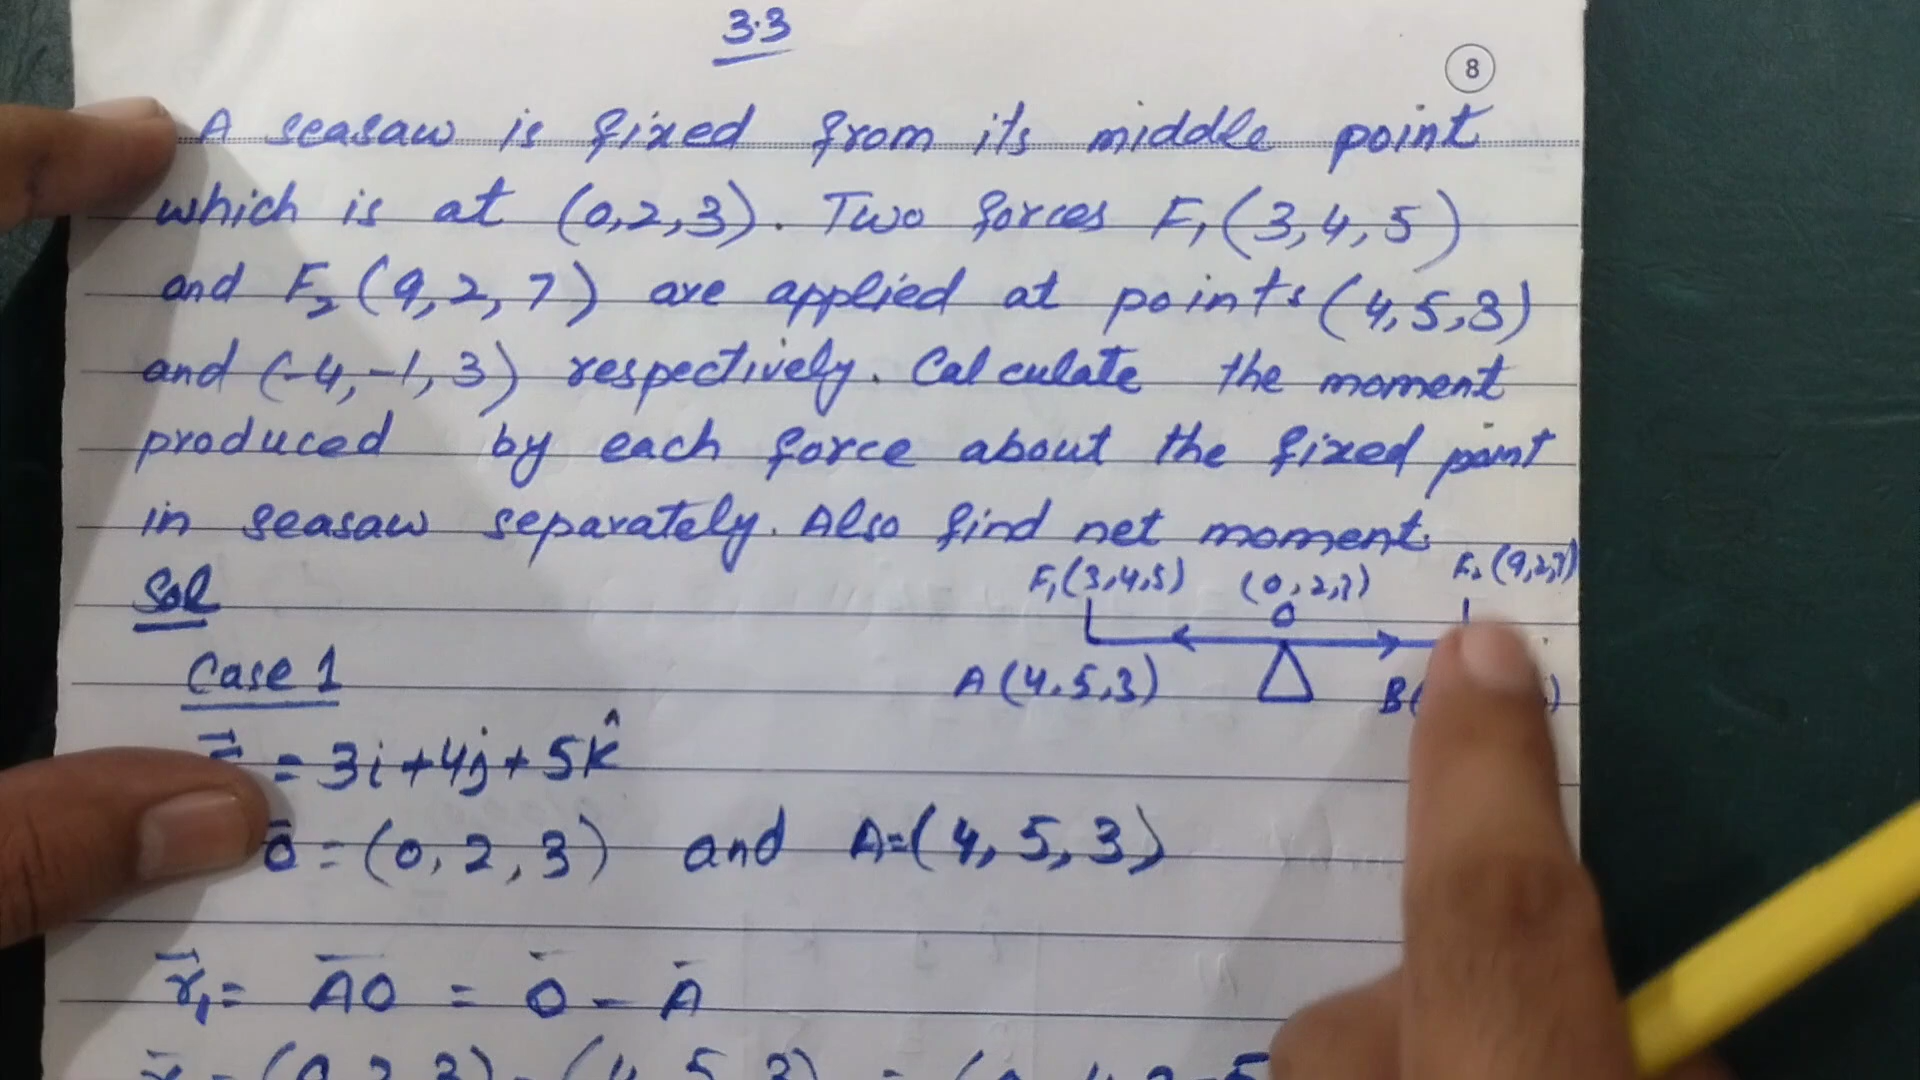 3.3
8
A seasaw is fixed from its middle point
which is at (0,2,3). Two forces F₁(3,4,5)
and F₂(9,2,7) are applied at points (4,5,3)
and (-4,-1,3) respectively. Calculate the moment
produced by each force about the fixed point
in seasaw separately. Also find net moment.
F₁(3,4,5) (0,2,3) F₂(9,2,7)
Sol
O
A(4,5,3) B(
Case 1
= 3i+4j+5k̂
O = (0,2,3) and A=(4,5,3)
r⃗₁ = AO = O - A